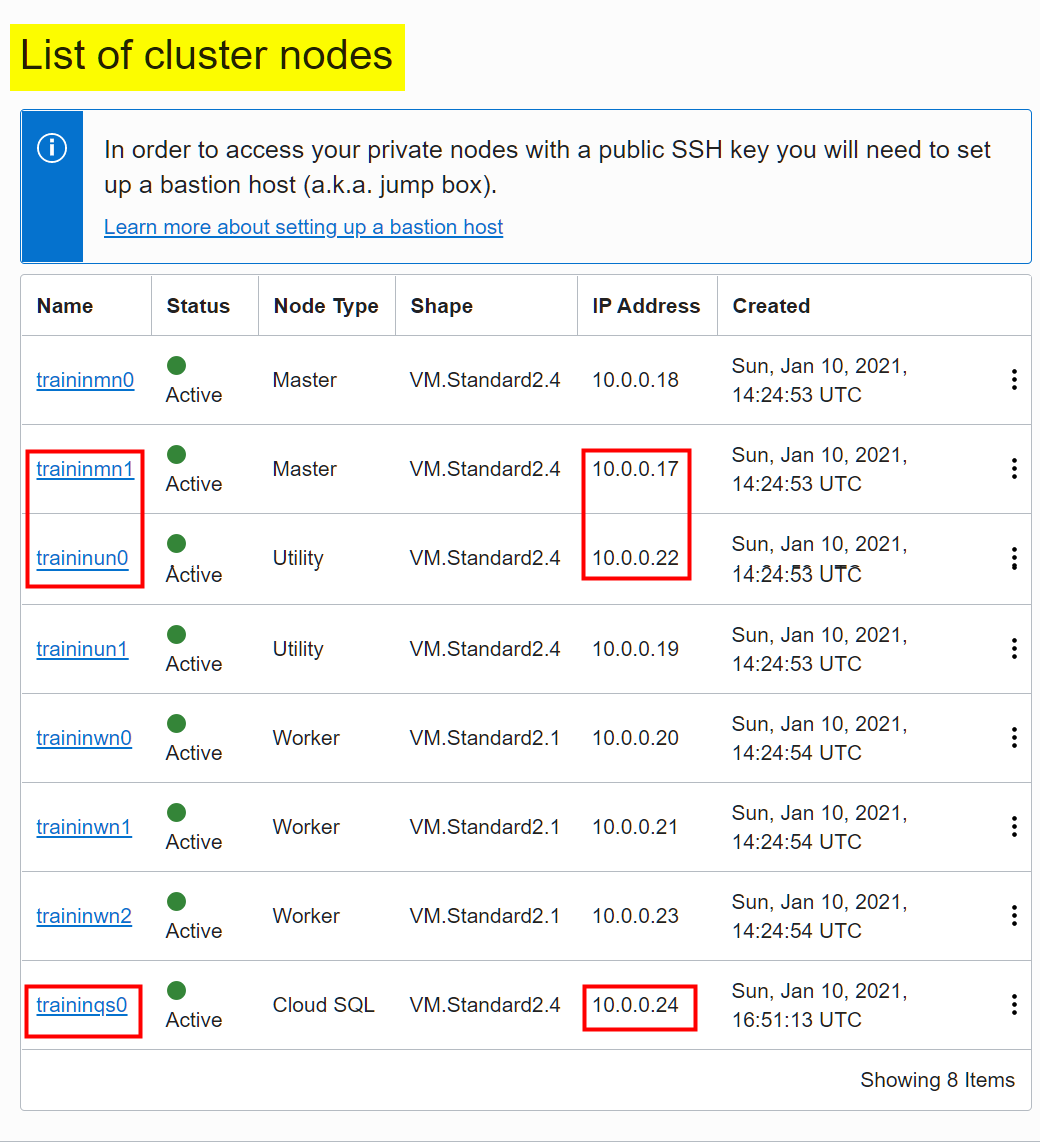 List of cluster nodes
In order to access your private nodes with a public SSH key you will need to set
up a bastion host (a.k.a. jump box).
Learn more about setting up a bastion host
Name Status Node Type Shape IP Address Created
traininmn0 Active Master VM.Standard2.4 10.0.0.18 Sun, Jan 10, 2021,
14:24:53 UTC
traininmn1 Active Master VM.Standard2.4 10.0.0.17 Sun, Jan 10, 2021,
14:24:53 UTC
traininun0 Active Utility VM.Standard2.4 10.0.0.22 Sun, Jan 10, 2021,
14:24:53 UTC
traininun1 Active Utility VM.Standard2.4 10.0.0.19 Sun, Jan 10, 2021,
14:24:53 UTC
traininwn0 Active Worker VM.Standard2.1 10.0.0.20 Sun, Jan 10, 2021,
14:24:54 UTC
traininwn1 Active Worker VM.Standard2.1 10.0.0.21 Sun, Jan 10, 2021,
14:24:54 UTC
traininwn2 Active Worker VM.Standard2.1 10.0.0.23 Sun, Jan 10, 2021,
14:24:54 UTC
traininqs0 Active Cloud SQL VM.Standard2.4 10.0.0.24 Sun, Jan 10, 2021,
16:51:13 UTC
Showing 8 Items